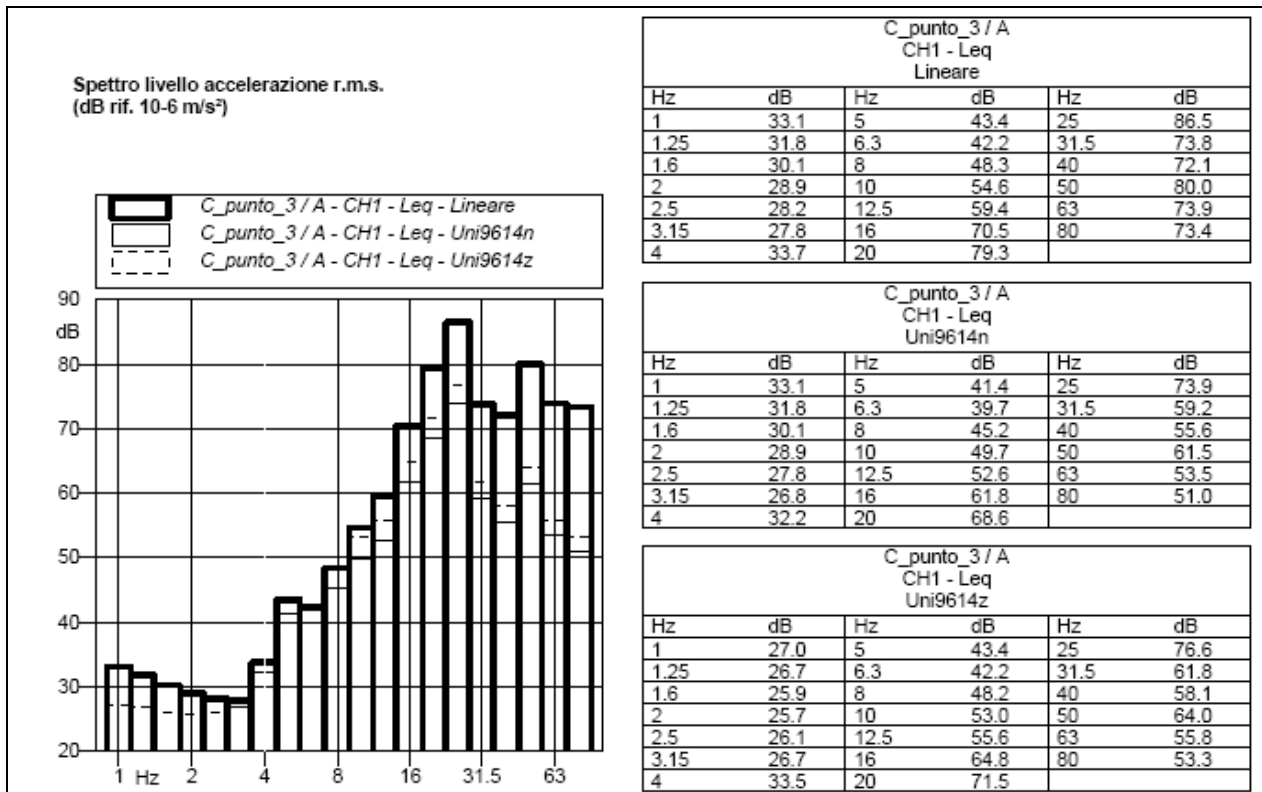 Spettro livello accelerazione r.m.s.
(dB rif. 10-6 m/s²)
C_punto_3 / A - CH1 - Leq - Lineare
C_punto_3 / A - CH1 - Leq - Uni9614n
C_punto_3 / A - CH1 - Leq - Uni9614z
90
dB
80
70
60
50
40
30
20
1 Hz 2 4 8 16 31.5 63
C_punto_3 / A
CH1 - Leq
Lineare
Hz dB Hz dB Hz dB
1 33.1 5 43.4 25 86.5
1.25 31.8 6.3 42.2 31.5 73.8
1.6 30.1 8 48.3 40 72.1
2 28.9 10 54.6 50 80.0
2.5 28.2 12.5 59.4 63 73.9
3.15 27.8 16 70.5 80 73.4
4 33.7 20 79.3
C_punto_3 / A
CH1 - Leq
Uni9614n
Hz dB Hz dB Hz dB
1 33.1 5 41.4 25 73.9
1.25 31.8 6.3 39.7 31.5 59.2
1.6 30.1 8 45.2 40 55.6
2 28.9 10 49.7 50 61.5
2.5 27.8 12.5 52.6 63 53.5
3.15 26.8 16 61.8 80 51.0
4 32.2 20 68.6
C_punto_3 / A
CH1 - Leq
Uni9614z
Hz dB Hz dB Hz dB
1 27.0 5 43.4 25 76.6
1.25 26.7 6.3 42.2 31.5 61.8
1.6 25.9 8 48.2 40 58.1
2 25.7 10 53.0 50 64.0
2.5 26.1 12.5 55.6 63 55.8
3.15 26.7 16 64.8 80 53.3
4 33.5 20 71.5